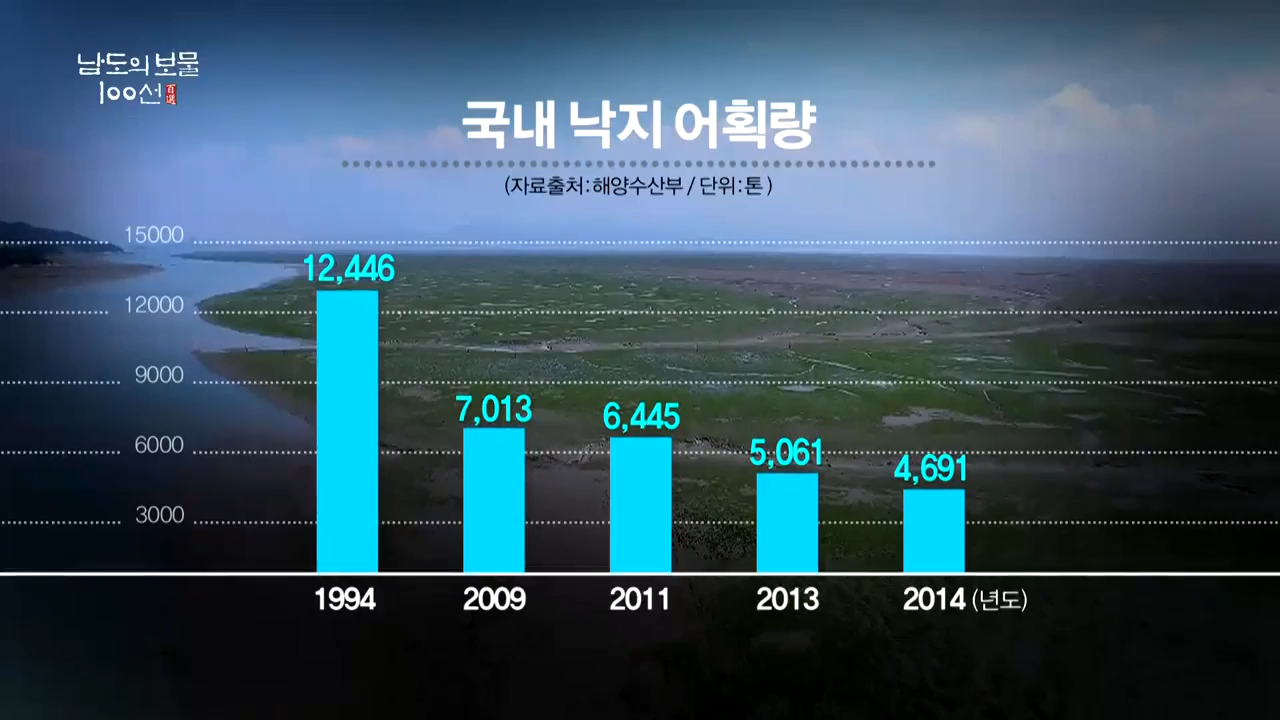 남도의 보물
100선 百選
국내 낙지 어획량
(자료출처:해양수산부 / 단위:톤)
15000
12,446
12000
9000
7,013
6,445
6000
5,061
4,691
3000
1994 2009 2011 2013 2014 (년도)